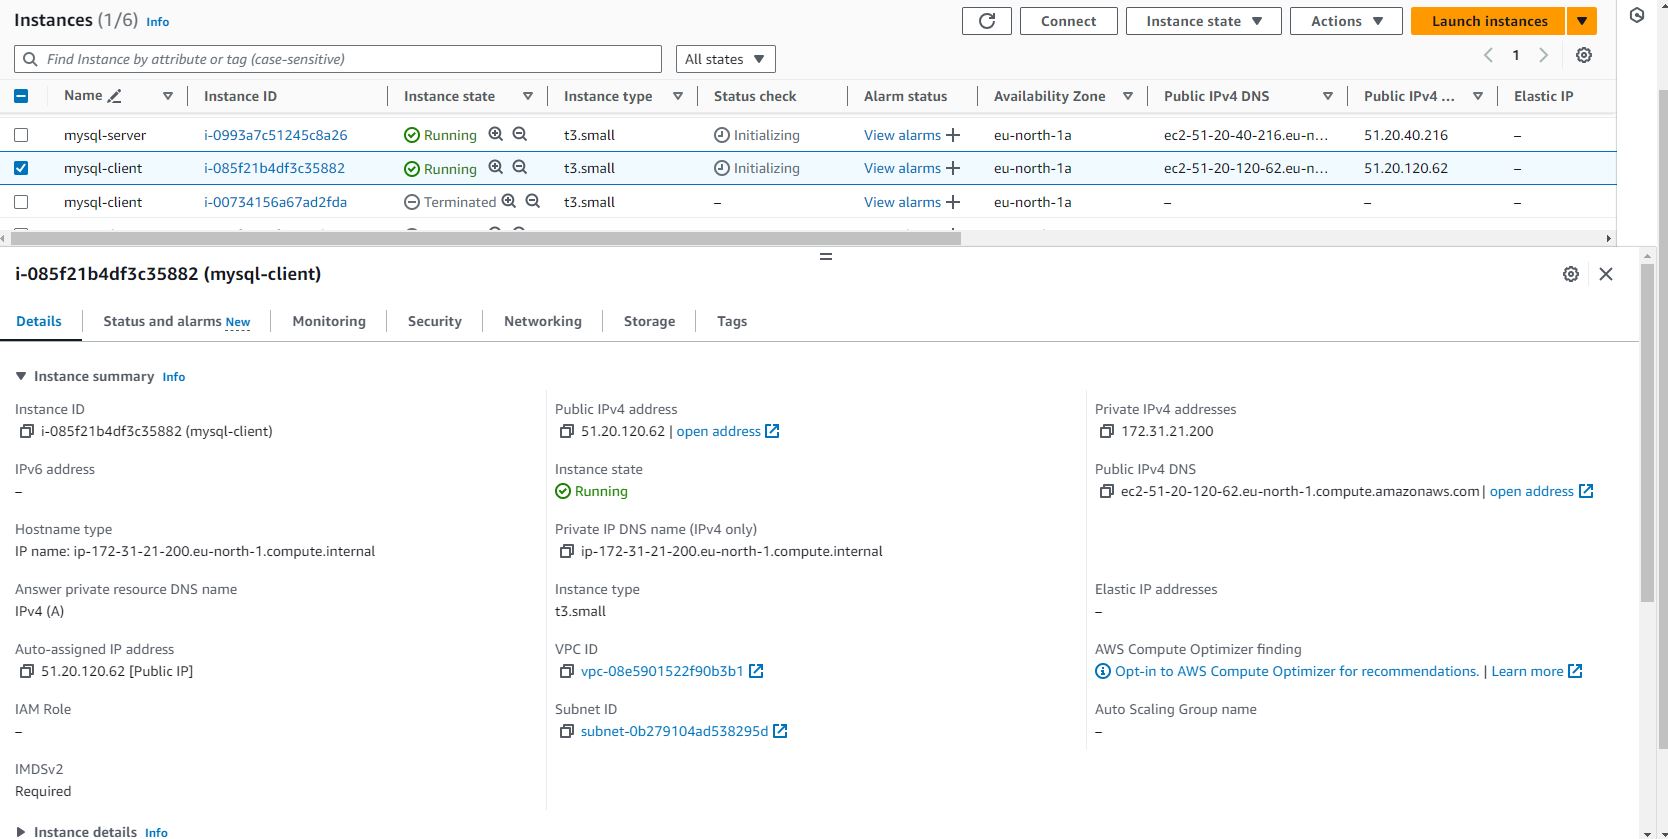 Instances (1/6) Info
Connect
Instance state
Actions
Launch instances
Find Instance by attribute or tag (case-sensitive)
All states
1
Name Instance ID Instance state Instance type Status check Alarm status Availability Zone Public IPv4 DNS Public IPv4 ... Elastic IP
mysql-server i-0993a7c51245c8a26 Running t3.small Initializing View alarms + eu-north-1a ec2-51-20-40-216.eu-n... 51.20.40.216 –
mysql-client i-085f21b4df3c35882 Running t3.small Initializing View alarms + eu-north-1a ec2-51-20-120-62.eu-n... 51.20.120.62 –
mysql-client i-00734156a67ad2fda Terminated t3.small – View alarms + eu-north-1a – – –
i-085f21b4df3c35882 (mysql-client)
Details Status and alarms New Monitoring Security Networking Storage Tags
Instance summary Info
Instance ID
i-085f21b4df3c35882 (mysql-client)
Public IPv4 address
51.20.120.62 | open address
Private IPv4 addresses
172.31.21.200
IPv6 address
–
Instance state
Running
Public IPv4 DNS
ec2-51-20-120-62.eu-north-1.compute.amazonaws.com | open address
Hostname type
IP name: ip-172-31-21-200.eu-north-1.compute.internal
Private IP DNS name (IPv4 only)
ip-172-31-21-200.eu-north-1.compute.internal
Answer private resource DNS name
IPv4 (A)
Instance type
t3.small
Elastic IP addresses
–
Auto-assigned IP address
51.20.120.62 [Public IP]
VPC ID
vpc-08e5901522f90b3b1
AWS Compute Optimizer finding
Opt-in to AWS Compute Optimizer for recommendations. | Learn more
IAM Role
–
Subnet ID
subnet-0b279104ad538295d
Auto Scaling Group name
–
IMDSv2
Required
Instance details Info